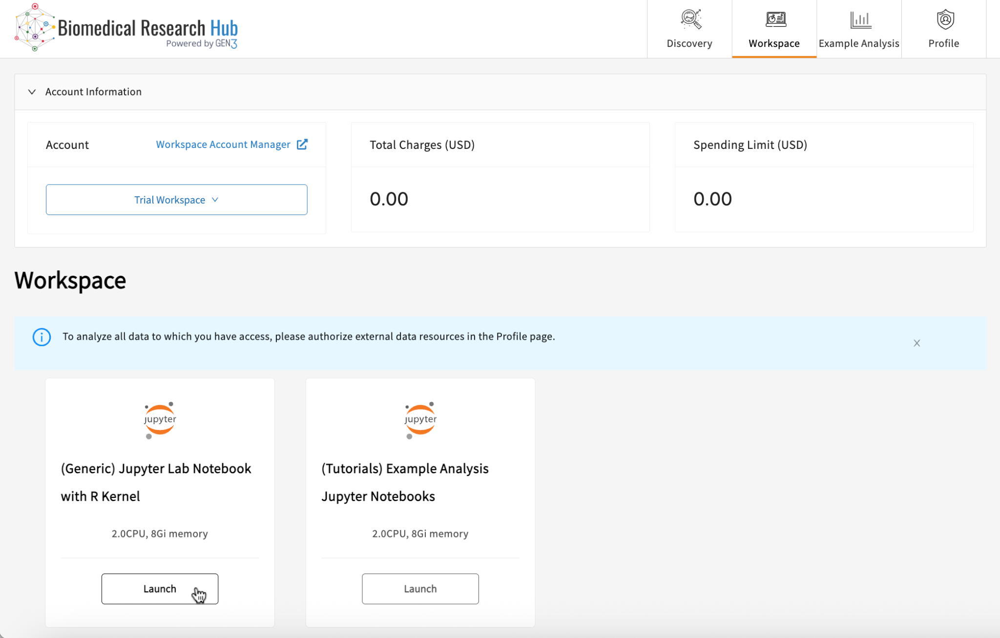 Biomedical Research Hub
Powered by GEN3
Discovery
Workspace
Example Analysis
Profile
Account Information
Account
Workspace Account Manager
Trial Workspace
Total Charges (USD)
0.00
Spending Limit (USD)
0.00
Workspace
To analyze all data to which you have access, please authorize external data resources in the Profile page.
jupyter
(Generic) Jupyter Lab Notebook
with R Kernel
2.0CPU, 8Gi memory
Launch
jupyter
(Tutorials) Example Analysis
Jupyter Notebooks
2.0CPU, 8Gi memory
Launch